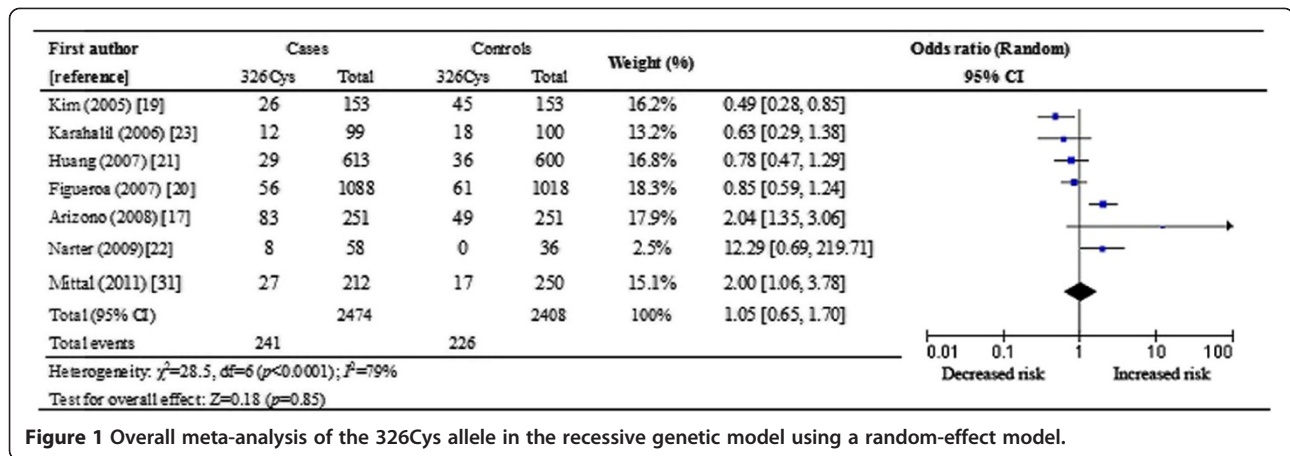 First author Cases Controls Weight (%) Odds ratio (Random)
[reference] 326Cys Total 326Cys Total 95% CI
Kim (2005) [19] 26 153 45 153 16.2% 0.49 [0.28, 0.85]
Karahalil (2006) [23] 12 99 18 100 13.2% 0.63 [0.29, 1.38]
Huang (2007) [21] 29 613 36 600 16.8% 0.78 [0.47, 1.29]
Figueroa (2007) [20] 56 1088 61 1018 18.3% 0.85 [0.59, 1.24]
Arizono (2008) [17] 83 251 49 251 17.9% 2.04 [1.35, 3.06]
Narter (2009)[22] 8 58 0 36 2.5% 12.29 [0.69, 219.71]
Mittal (2011) [31] 27 212 17 250 15.1% 2.00 [1.06, 3.78]
Total (95% CI) 2474 2408 100% 1.05 [0.65, 1.70]
Total events 241 226
0.01 0.1 1 10 100
Decreased risk Increased risk
Heterogeneity: χ²=28.5, df=6 (p<0.0001); I²=79%
Test for overall effect: Z=0.18 (p=0.85)
Figure 1 Overall meta-analysis of the 326Cys allele in the recessive genetic model using a random-effect model.